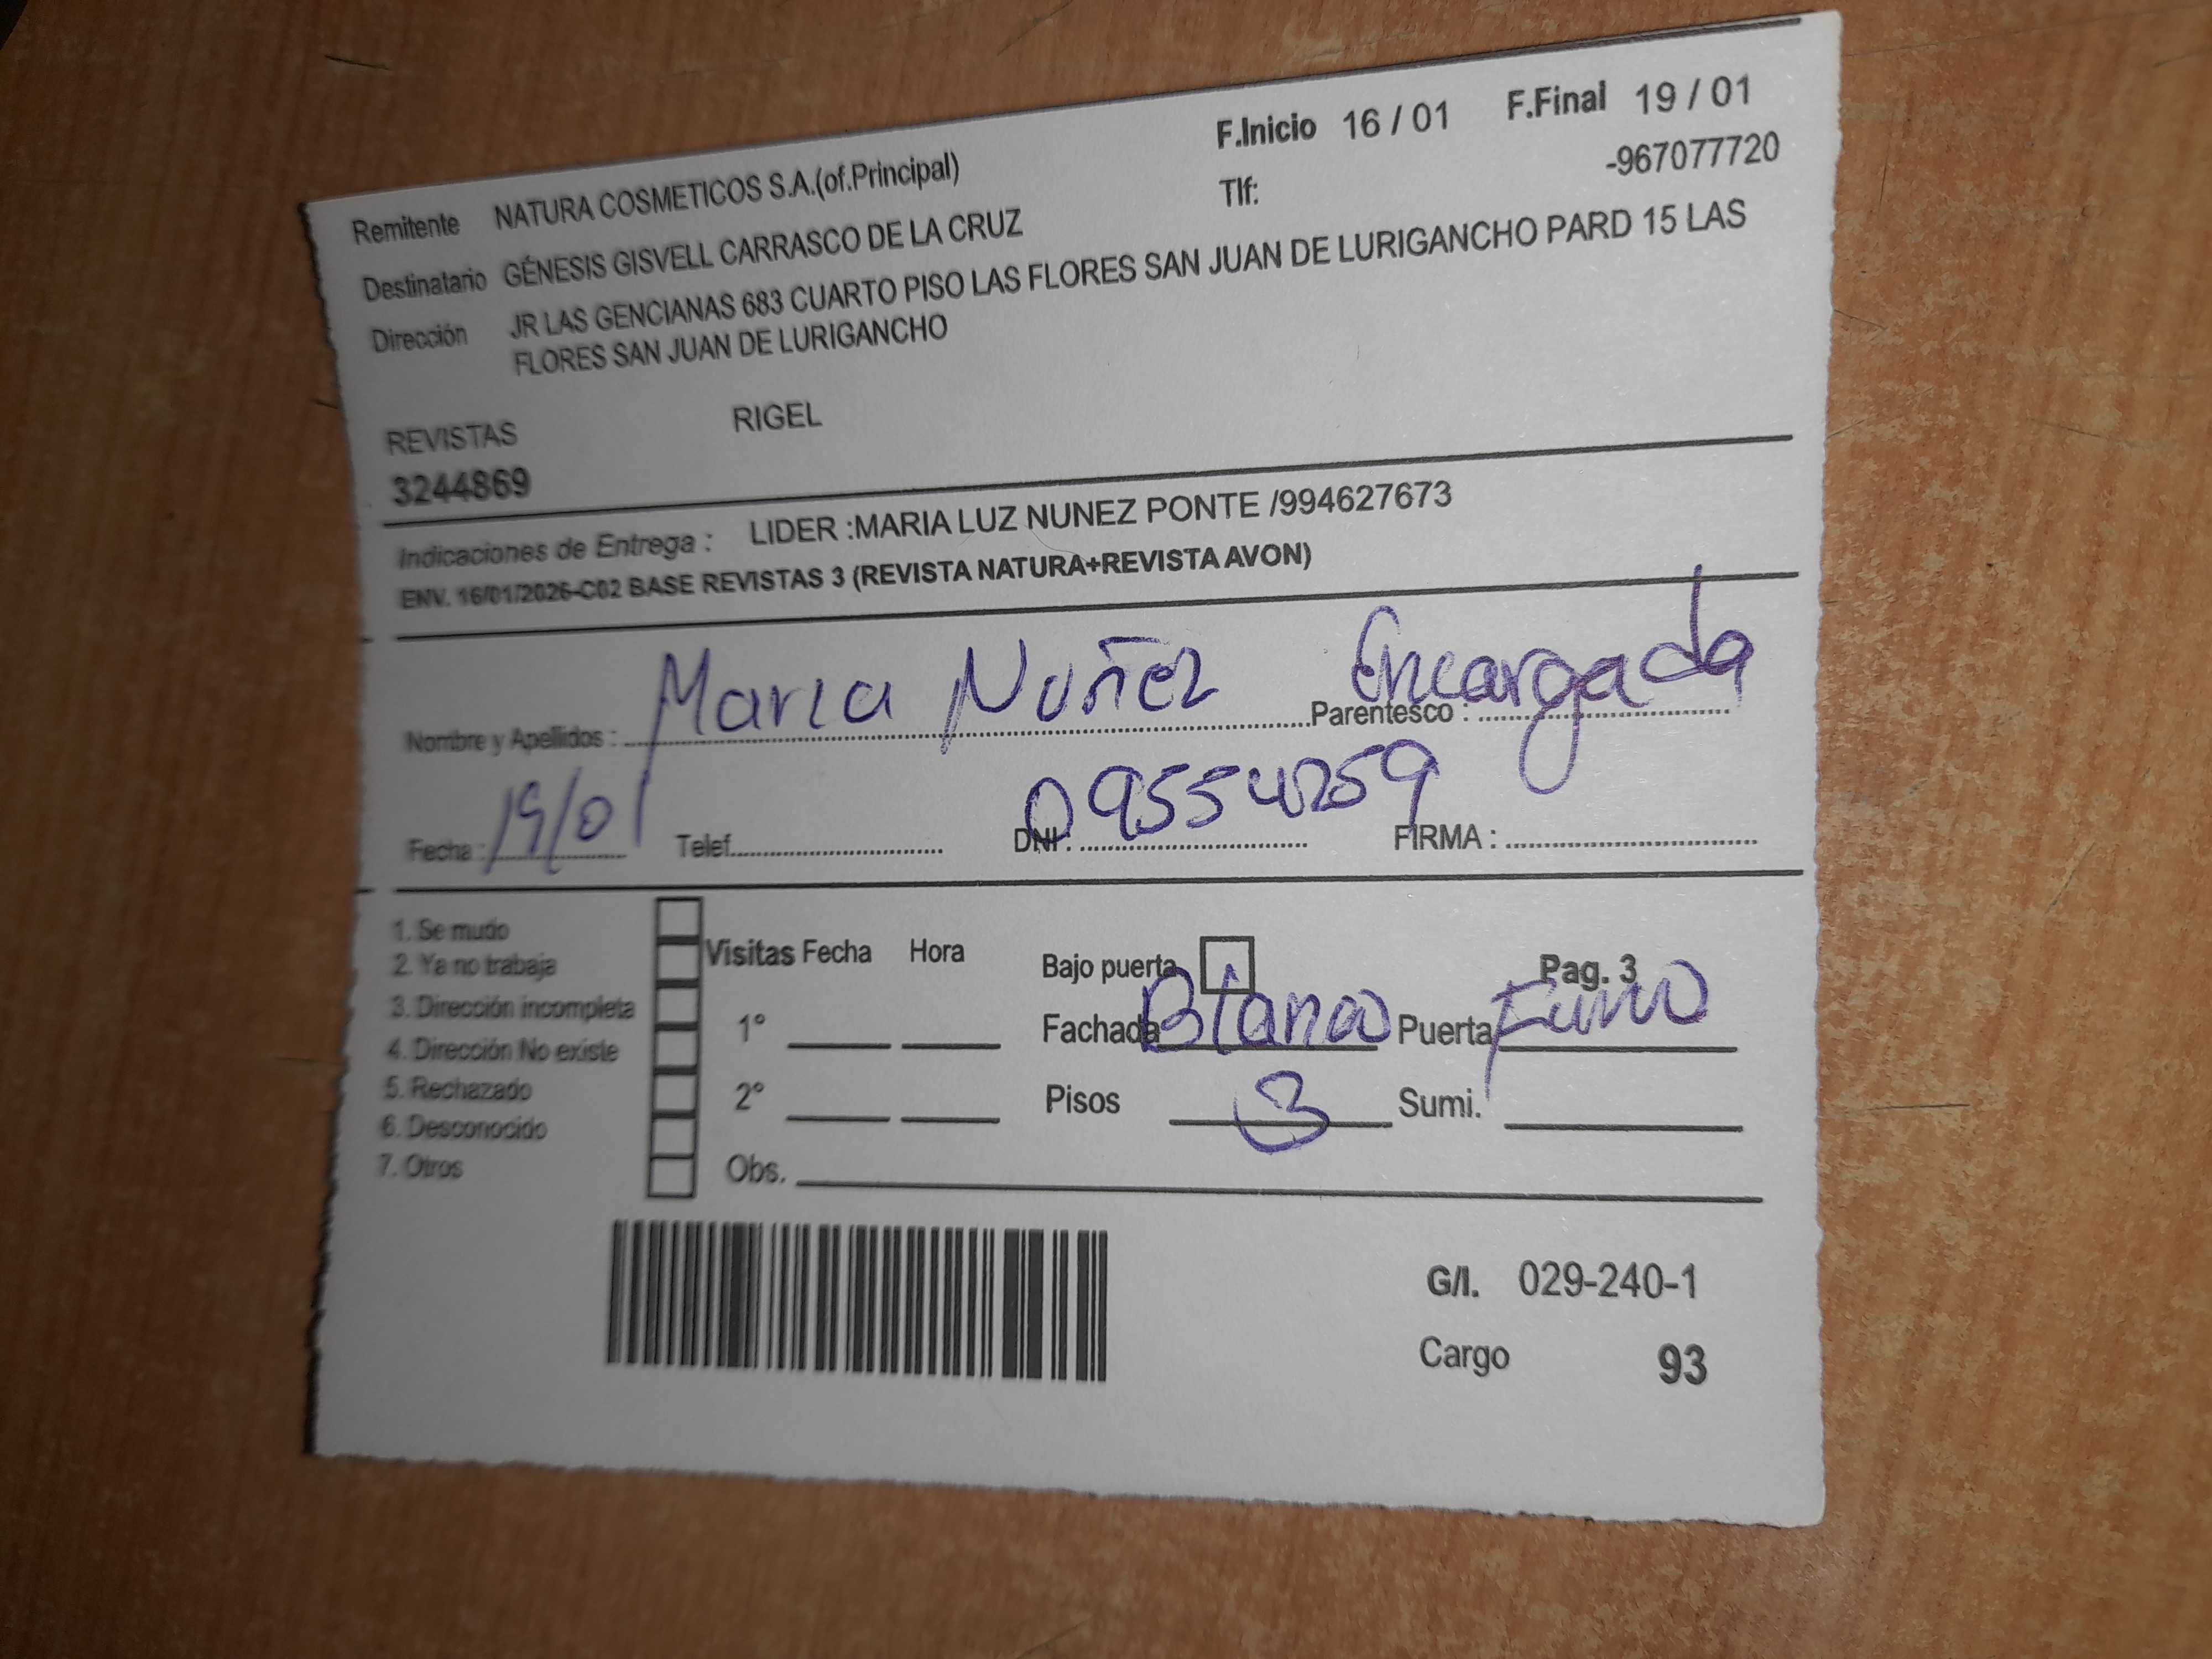 F.Inicio 16 / 01 F.Final 19 / 01
Remitente NATURA COSMETICOS S.A.(of.Principal) Tlf: -967077720
Destinatario GÉNESIS GISVELL CARRASCO DE LA CRUZ
Dirección JR LAS GENCIANAS 683 CUARTO PISO LAS FLORES SAN JUAN DE LURIGANCHO PARD 15 LAS
FLORES SAN JUAN DE LURIGANCHO
REVISTAS RIGEL
3244869
Indicaciones de Entrega : LIDER :MARIA LUZ NUNEZ PONTE /994627673
ENV. 16/01/2026-C02 BASE REVISTAS 3 (REVISTA NATURA+REVISTA AVON)
Nombre y Apellidos : Maria Nuñez Parentesco : Encargada
Fecha : 19/01 Telef. DNI : 09554259 FIRMA :
1. Se mudo
2. Ya no trabaja
3. Dirección incompleta
4. Dirección No existe
5. Rechazado
6. Desconocido
7. Otros
Visitas Fecha Hora
1°
2°
Obs.
Bajo puerta Pag. 3
Fachada Blanco Puerta
Pisos 3 Sumi.
G/I. 029-240-1
Cargo 93